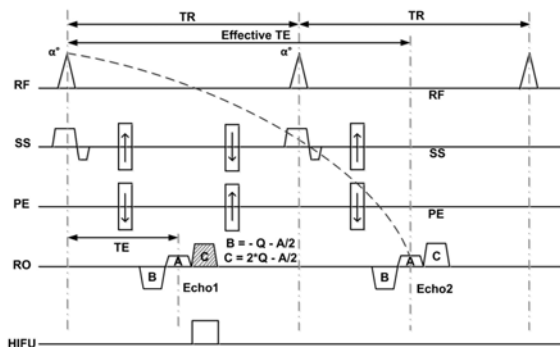 TR TR
Effective TE
α° α°
RF RF
SS SS
PE PE
TE
B = - Q - A/2
C = 2*Q - A/2
RO B A C B A C
Echo1 Echo2
HIFU